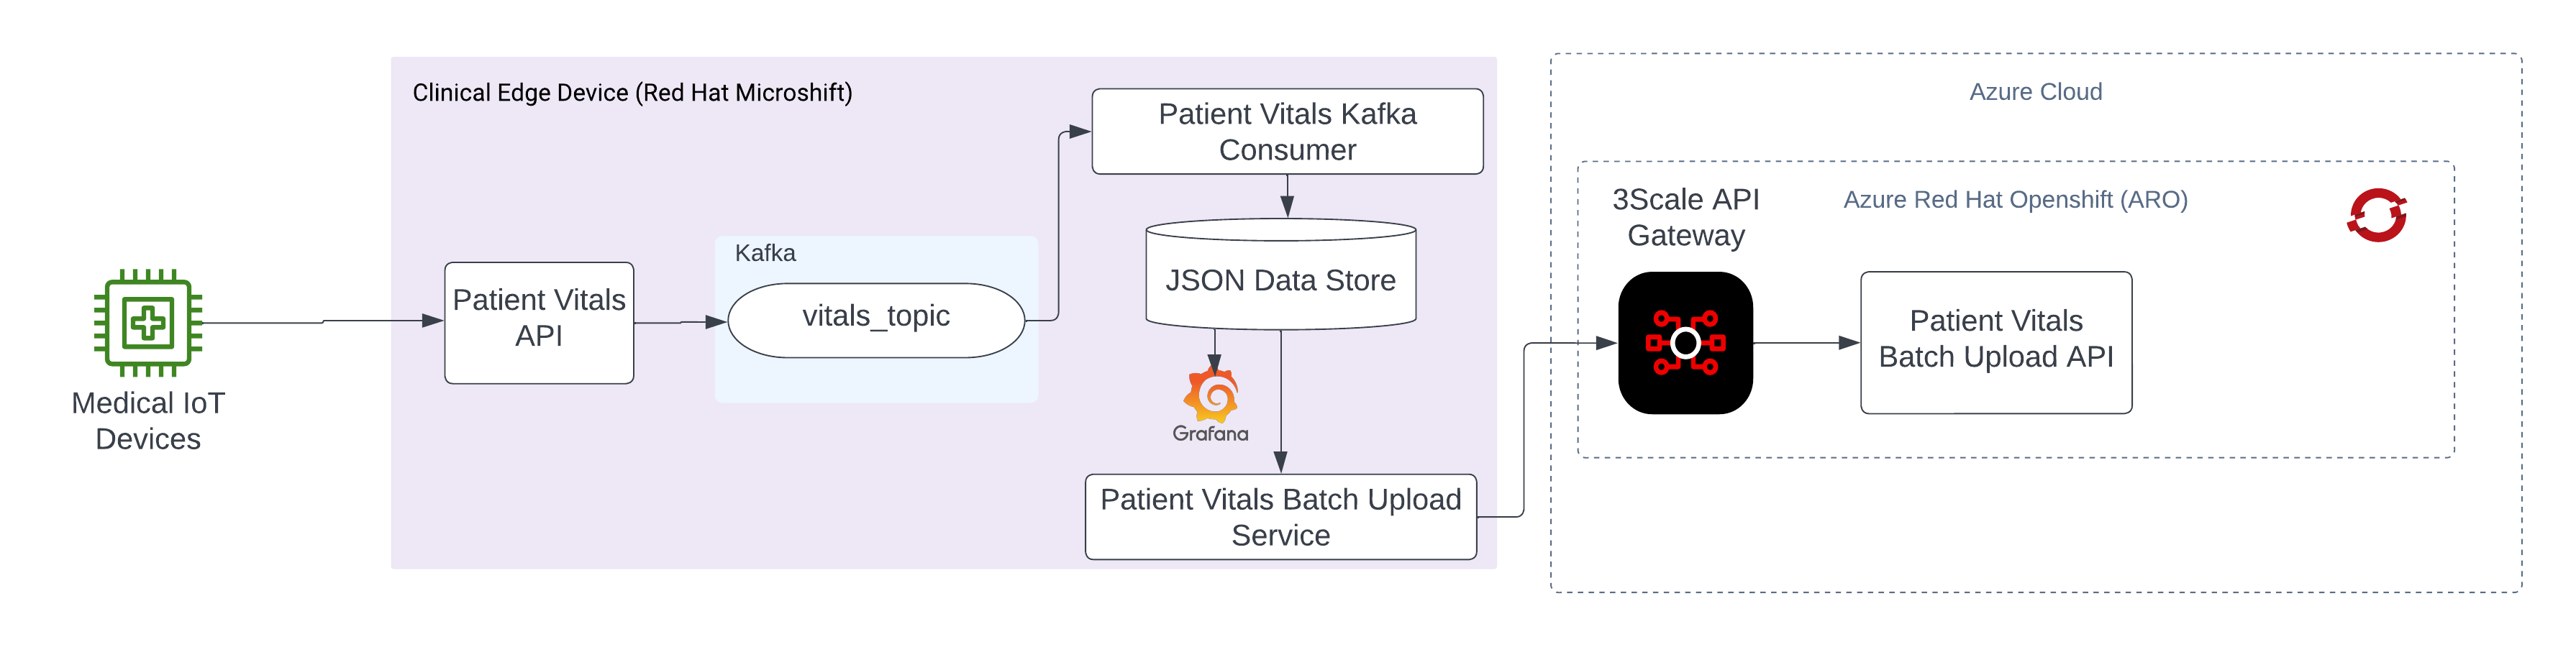 Clinical Edge Device (Red Hat Microshift)
Medical IoT
Devices
Patient Vitals
API
Kafka
vitals_topic
Patient Vitals Kafka
Consumer
JSON Data Store
Grafana
Patient Vitals Batch Upload
Service
Azure Cloud
Azure Red Hat Openshift (ARO)
3Scale API
Gateway
Patient Vitals
Batch Upload API